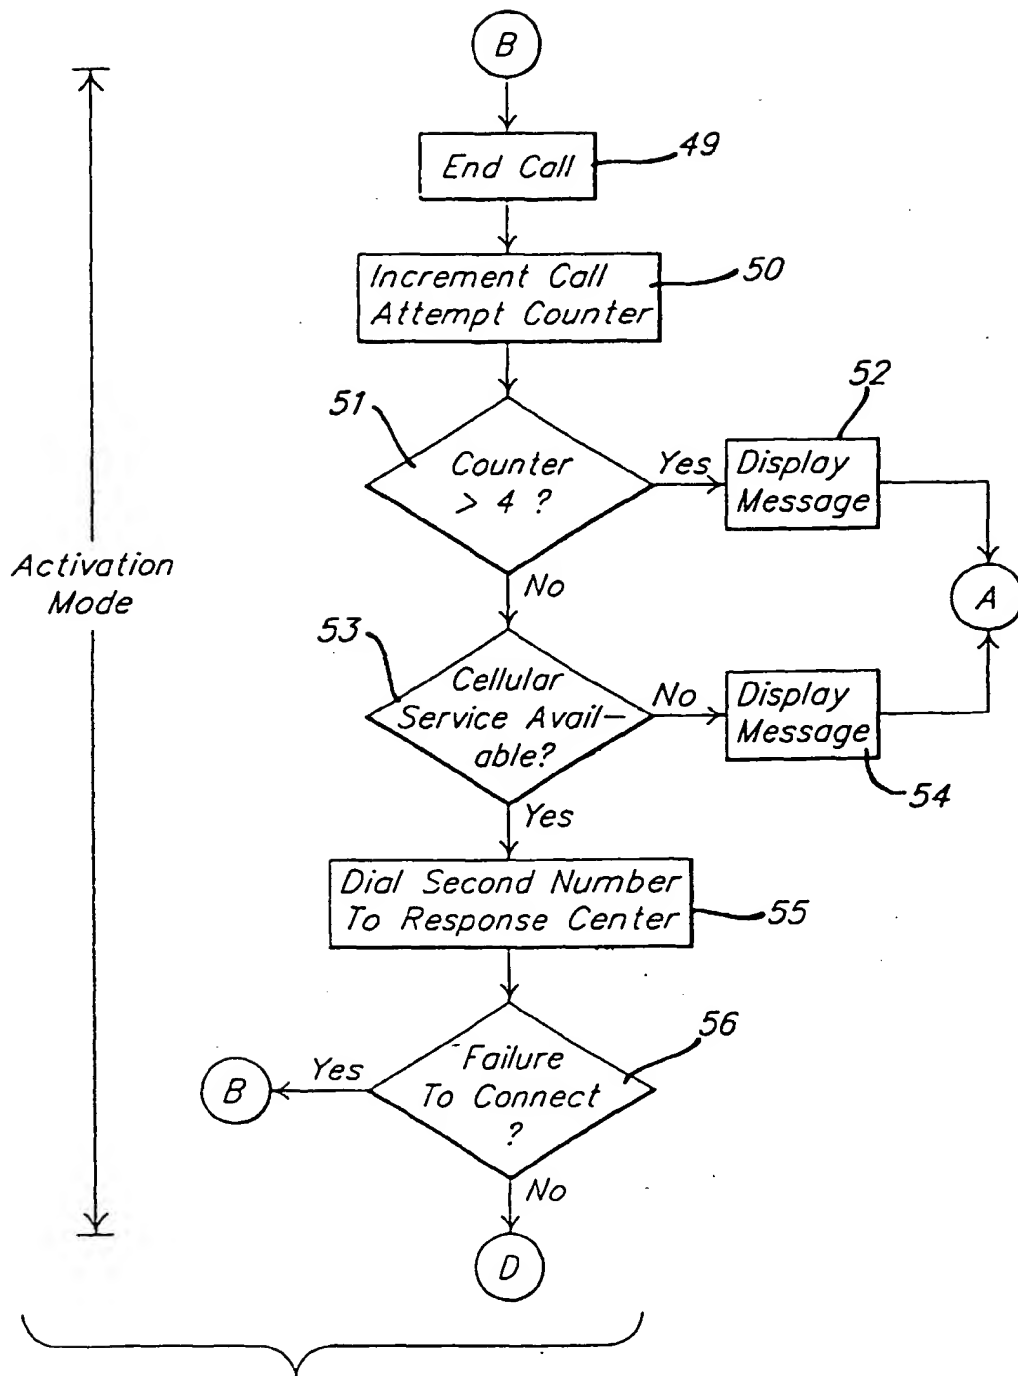 B
End Call
49
Increment Call
Attempt Counter
50
51
Counter
> 4 ?
Yes
52
Display
Message
Activation
Mode
No
A
53
Cellular
Service Avail-
able?
No
Display
Message
54
Yes
Dial Second Number
To Response Center
55
56
Failure
To Connect
?
Yes
B
No
D